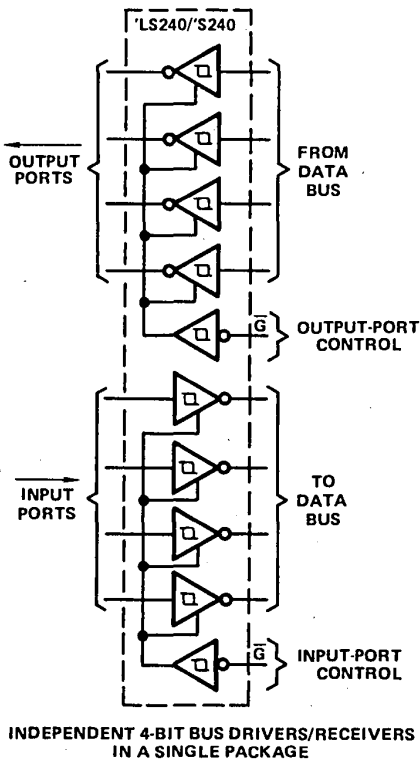 'LS240/'S240
OUTPUT
PORTS
FROM
DATA
BUS
G̅
OUTPUT-PORT
CONTROL
INPUT
PORTS
TO
DATA
BUS
G̅
INPUT-PORT
CONTROL
INDEPENDENT 4-BIT BUS DRIVERS/RECEIVERS
IN A SINGLE PACKAGE